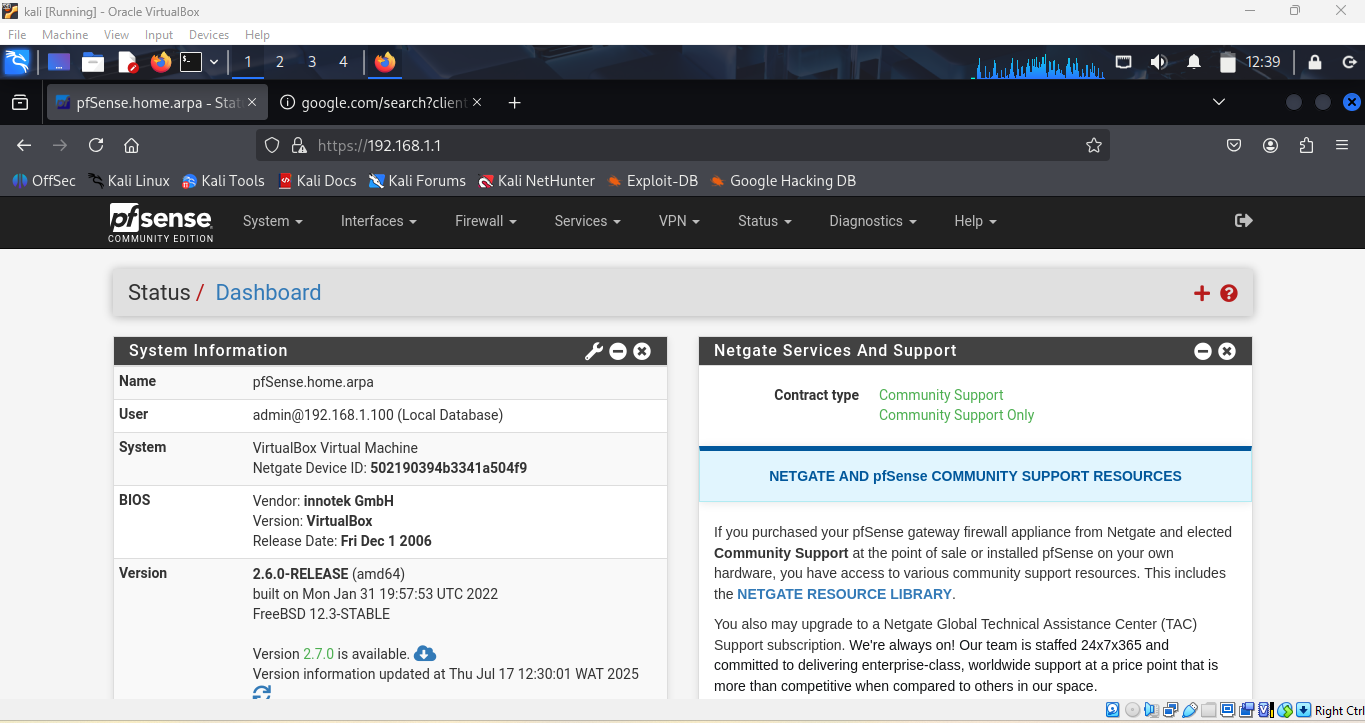 kali [Running] - Oracle VirtualBox
File Machine View Input Devices Help
1 2 3 4 12:39
pfSense.home.arpa - Stat google.com/search?client
https://192.168.1.1
OffSec Kali Linux Kali Tools Kali Docs Kali Forums Kali NetHunter Exploit-DB Google Hacking DB
pfsense System Interfaces Firewall Services VPN Status Diagnostics Help
COMMUNITY EDITION
Status / Dashboard
System Information
Name pfSense.home.arpa
User admin@192.168.1.100 (Local Database)
System VirtualBox Virtual Machine
Netgate Device ID: 502190394b3341a504f9
BIOS Vendor: innotek GmbH
Version: VirtualBox
Release Date: Fri Dec 1 2006
Version 2.6.0-RELEASE (amd64)
built on Mon Jan 31 19:57:53 UTC 2022
FreeBSD 12.3-STABLE
Version 2.7.0 is available.
Version information updated at Thu Jul 17 12:30:01 WAT 2025
Netgate Services And Support
Contract type Community Support
Community Support Only
NETGATE AND pfSense COMMUNITY SUPPORT RESOURCES
If you purchased your pfSense gateway firewall appliance from Netgate and elected
Community Support at the point of sale or installed pfSense on your own
hardware, you have access to various community support resources. This includes
the NETGATE RESOURCE LIBRARY.
You also may upgrade to a Netgate Global Technical Assistance Center (TAC)
Support subscription. We're always on! Our team is staffed 24x7x365 and
committed to delivering enterprise-class, worldwide support at a price point that is
more than competitive when compared to others in our space.
Right Ctrl